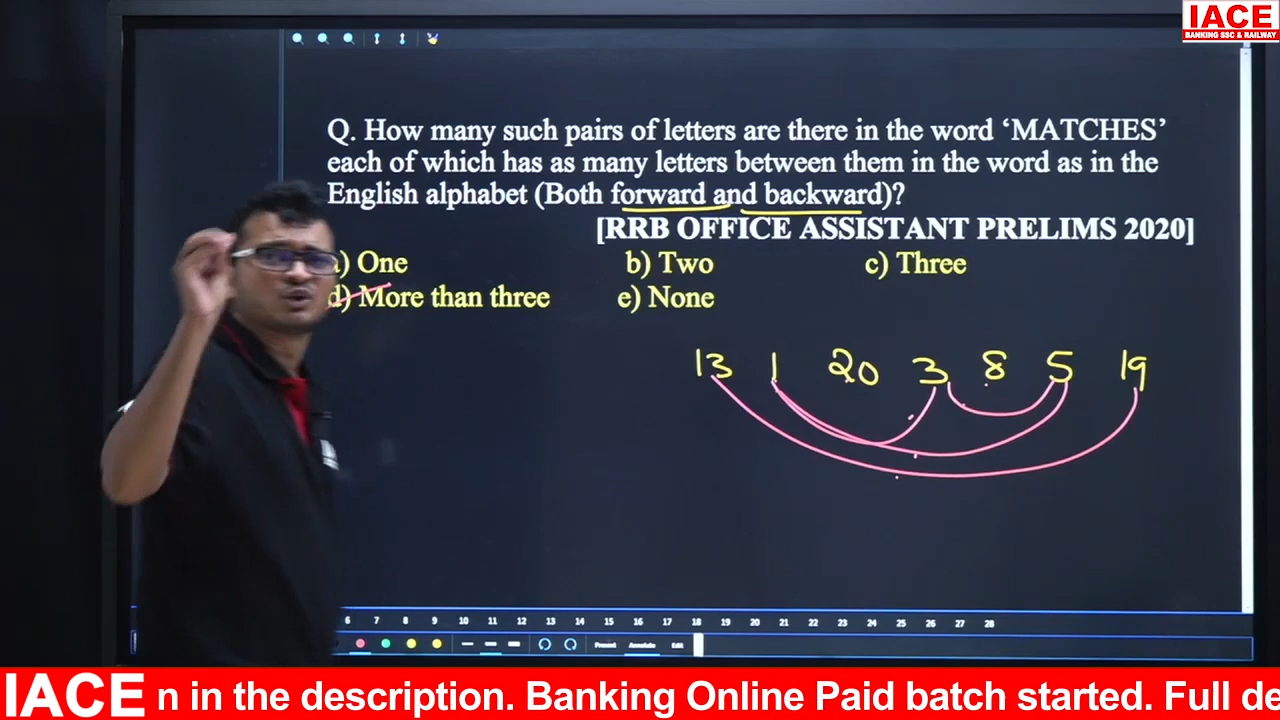 IACE
BANKING SSC & RAILWAY
Q. How many such pairs of letters are there in the word ‘MATCHES’
each of which has as many letters between them in the word as in the
English alphabet (Both forward and backward)?
[RRB OFFICE ASSISTANT PRELIMS 2020]
) One b) Two c) Three
d) More than three e) None
13 1 20 3 8 5 19
6 7 8 9 10 11 12 13 14 15 16 17 18 19 20 21 22 23 24 25 26 27 28
Present Annotate Edit
IACE n in the description. Banking Online Paid batch started. Full de